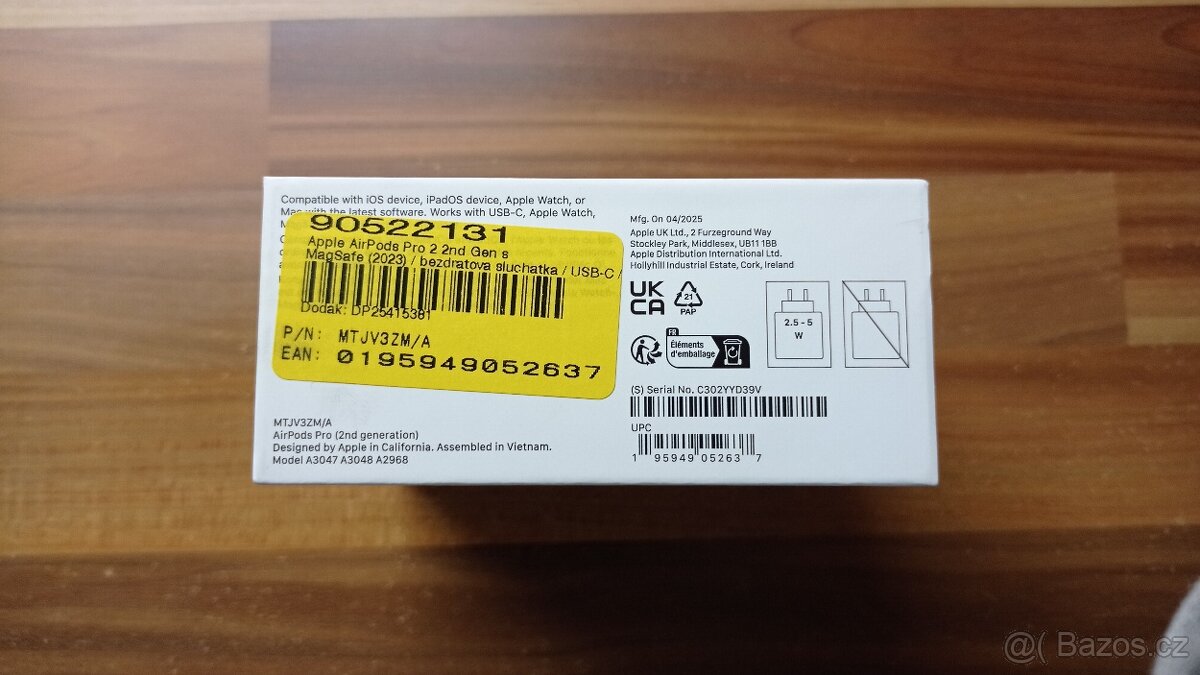 Compatible with iOS device, iPadOS device, Apple Watch, or
Mac with the latest software. Works with USB-C, Apple Watch,
90522131
Apple AirPods Pro 2 2nd Gen s
MagSafe (2023) / bezdratova sluchatka / USB-C /
Dodak: DP25415381
P/N: MTJV3ZM/A
EAN: 0195949052637
MTJV3ZM/A
AirPods Pro (2nd generation)
Designed by Apple in California. Assembled in Vietnam.
Model A3047 A3048 A2968
Mfg. On 04/2025
Apple UK Ltd., 2 Furzeground Way
Stockley Park, Middlesex, UB11 1BB
Apple Distribution International Ltd.
Hollyhill Industrial Estate, Cork, Ireland
UK
CA
21
PAP
FR
Éléments
d'emballage
2.5 - 5
W
(S) Serial No. C302YYD39V
UPC
1 95949 05263 7
@( Bazos.cz